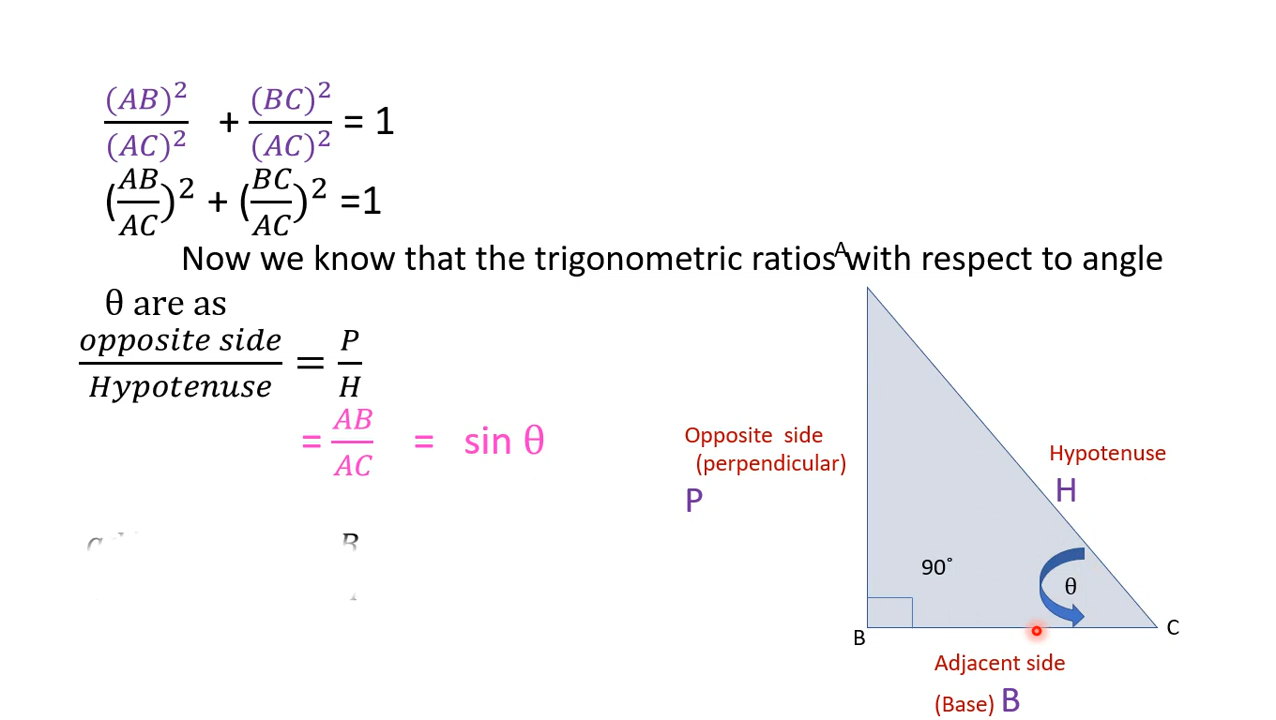 (AB)²/(AC)² + (BC)²/(AC)² = 1
(AB/AC)² + (BC/AC)² =1
Now we know that the trigonometric ratios with respect to angle
θ are as
opposite side/Hypotenuse = P/H
= AB/AC = sin θ
A
Opposite side
(perpendicular)
P
Hypotenuse
H
90°
θ
B
C
Adjacent side
(Base) B